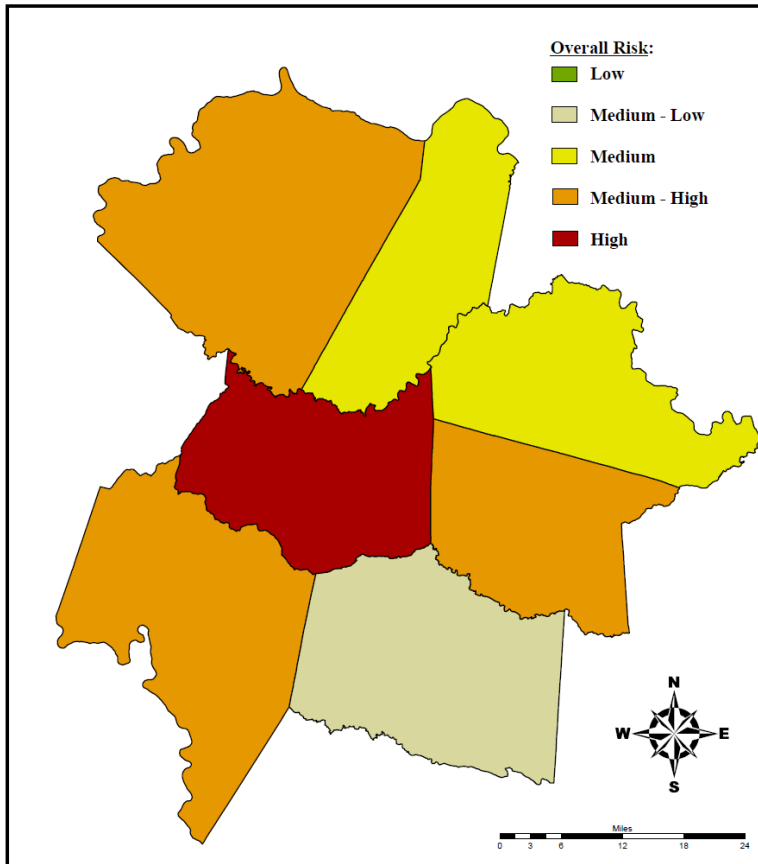 Overall Risk:
Low
Medium - Low
Medium
Medium - High
High
N
W E
S
Miles
0 3 6 12 18 24